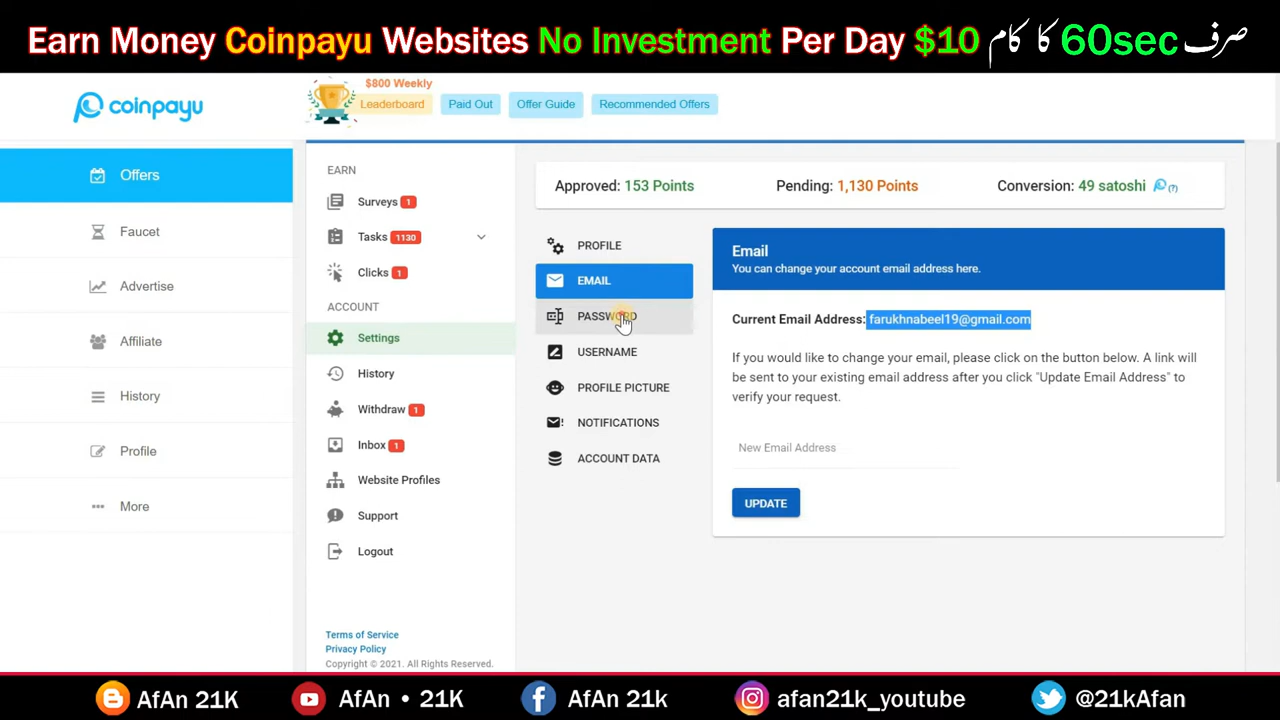 Earn Money Coinpayu Websites No Investment Per Day $10 صرف 60sec کا کام
$800 Weekly
Leaderboard
Paid Out
Offer Guide
Recommended Offers
coinpayu
Offers
Faucet
Advertise
Affiliate
History
Profile
More
EARN
Surveys 1
Tasks 1130
Clicks 1
ACCOUNT
Settings
History
Withdraw 1
Inbox 1
Website Profiles
Support
Logout
Terms of Service
Privacy Policy
Copyright © 2021. All Rights Reserved.
Approved: 153 Points
Pending: 1,130 Points
Conversion: 49 satoshi (?)
PROFILE
EMAIL
PASSWORD
USERNAME
PROFILE PICTURE
NOTIFICATIONS
ACCOUNT DATA
Email
You can change your account email address here.
Current Email Address: farukhnabeel19@gmail.com
If you would like to change your email, please click on the button below. A link will
be sent to your existing email address after you click "Update Email Address" to
verify your request.
New Email Address
UPDATE
AfAn 21K
AfAn • 21K
AfAn 21k
afan21k_youtube
@21kAfan